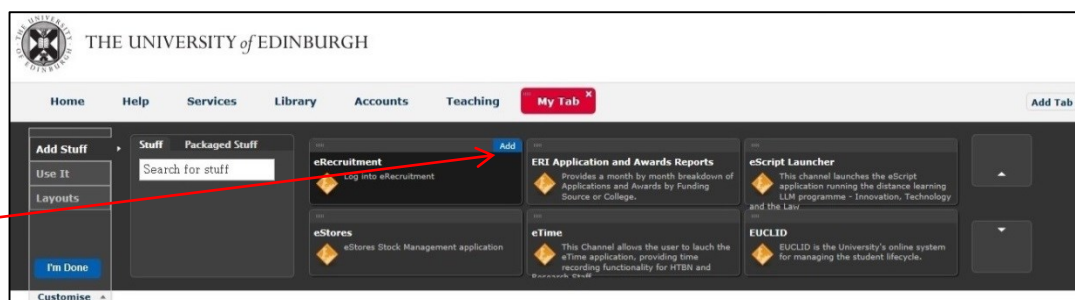 THE UNIVERSITY of EDINBURGH
Home Help Services Library Accounts Teaching My Tab × Add Tab
Add Stuff
Use It
Layouts
I'm Done
Customise
Stuff Packaged Stuff
Search for stuff
Add
eRecruitment
Log into eRecruitment
ERI Application and Awards Reports
Provides a month by month breakdown of
Applications and Awards by Funding
Source or College.
eScript Launcher
This channel launches the eScript
application running the distance learning
LLM programme - Innovation, Technology
and the Law
eStores
eStores Stock Management application
eTime
This Channel allows the user to lauch the
eTime application, providing time
recording functionality for HTBN and
Research Staff
EUCLID
EUCLID is the University's online system
for managing the student lifecycle.